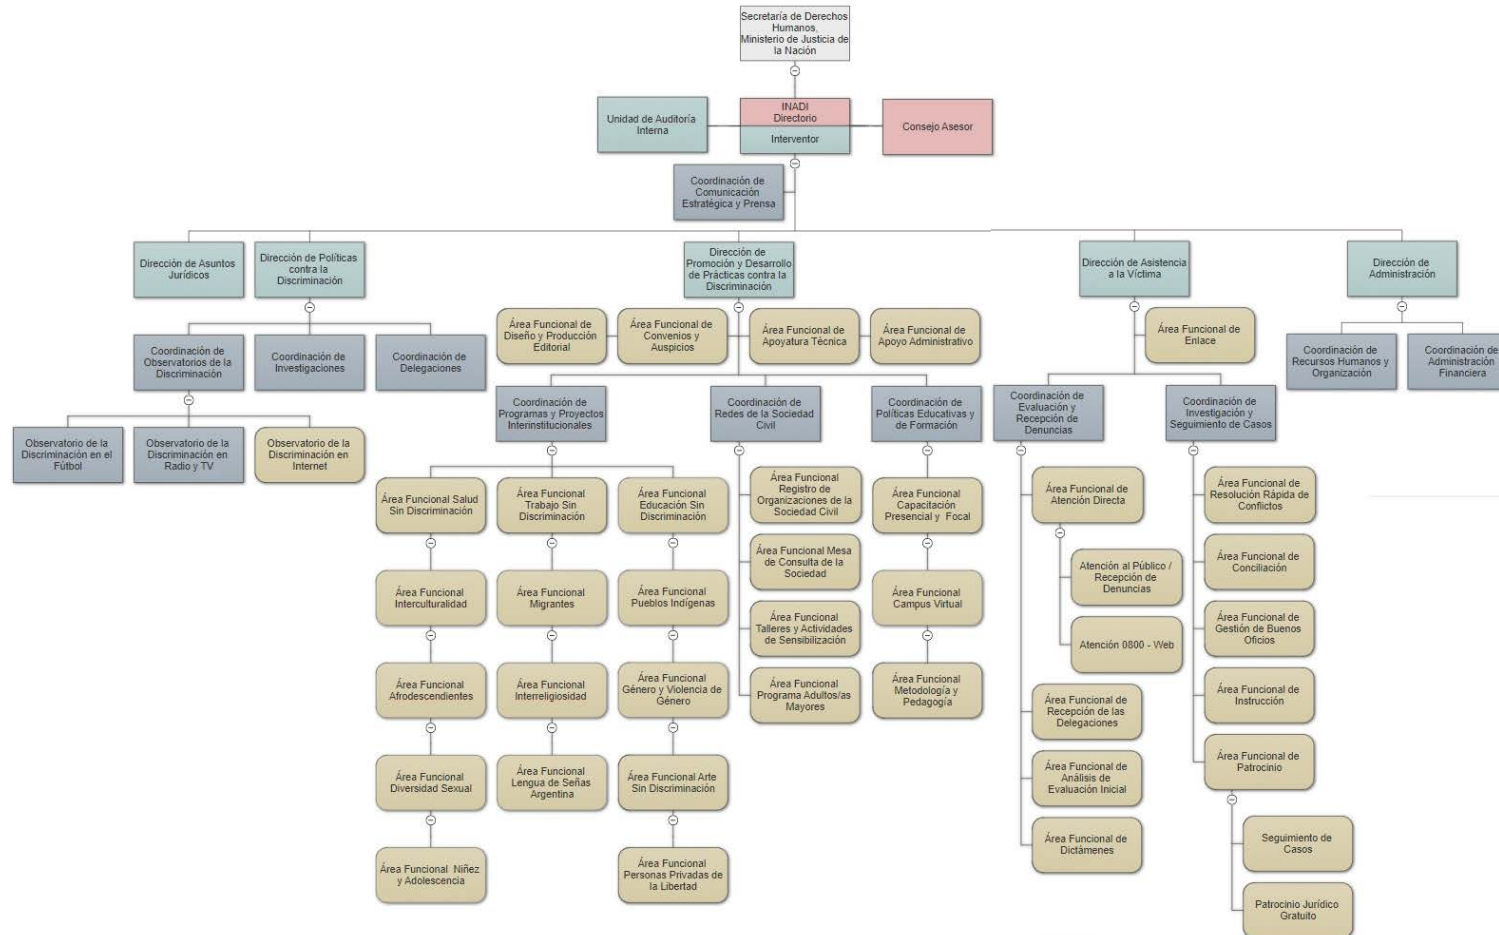 Secretaría de Derechos
Humanos,
Ministerio de Justicia de
la Nación
Unidad de Auditoría
Interna
INADI
Directorio
Interventor
Consejo Asesor
Coordinación de
Comunicación
Estratégica y Prensa
Dirección de Asuntos
Jurídicos
Dirección de Políticas
contra la
Discriminación
Dirección de
Promoción y Desarrollo
de Prácticas contra la
Discriminación
Dirección de Asistencia
a la Víctima
Dirección de
Administración
Coordinación de
Observatorios de la
Discriminación
Coordinación de
Investigaciones
Coordinación de
Delegaciones
Área Funcional de
Diseño y Producción
Editorial
Área Funcional de
Convenios y
Auspicios
Área Funcional de
Apoyatura Técnica
Área Funcional de
Apoyo Administrativo
Área Funcional de
Enlace
Coordinación de
Recursos Humanos y
Organización
Coordinación de
Administración
Financiera
Observatorio de la
Discriminación en el
Fútbol
Observatorio de la
Discriminación en
Radio y TV
Observatorio de la
Discriminación en
Internet
Coordinación de
Programas y Proyectos
Interinstitucionales
Coordinación de
Redes de la Sociedad
Civil
Coordinación de
Políticas Educativas y
de Formación
Coordinación de
Evaluación y
Recepción de
Denuncias
Coordinación de
Investigación y
Seguimiento de Casos
Área Funcional Salud
Sin Discriminación
Área Funcional
Interculturalidad
Área Funcional
Afrodescendientes
Área Funcional
Diversidad Sexual
Área Funcional Niñez
y Adolescencia
Área Funcional
Trabajo Sin
Discriminación
Área Funcional
Migrantes
Área Funcional
Interreligiosidad
Área Funcional
Lengua de Señas
Argentina
Área Funcional
Educación Sin
Discriminación
Área Funcional
Pueblos Indígenas
Área Funcional
Género y Violencia de
Género
Área Funcional Arte
Sin Discriminación
Área Funcional
Personas Privadas de
la Libertad
Área Funcional
Registro de
Organizaciones de la
Sociedad Civil
Área Funcional Mesa
de Consulta de la
Sociedad
Área Funcional
Talleres y Actividades
de Sensibilización
Área Funcional
Programa Adultos/as
Mayores
Área Funcional
Capacitación
Presencial y Focal
Área Funcional
Campus Virtual
Área Funcional
Metodología y
Pedagogía
Área Funcional de
Atención Directa
Atención al Público /
Recepción de
Denuncias
Atención 0800 - Web
Área Funcional de
Recepción de las
Delegaciones
Área Funcional de
Análisis de
Evaluación Inicial
Área Funcional de
Dictámenes
Área Funcional de
Resolución Rápida de
Conflictos
Área Funcional de
Conciliación
Área Funcional de
Gestión de Buenos
Oficios
Área Funcional de
Instrucción
Área Funcional de
Patrocinio
Seguimiento de
Casos
Patrocinio Jurídico
Gratuito